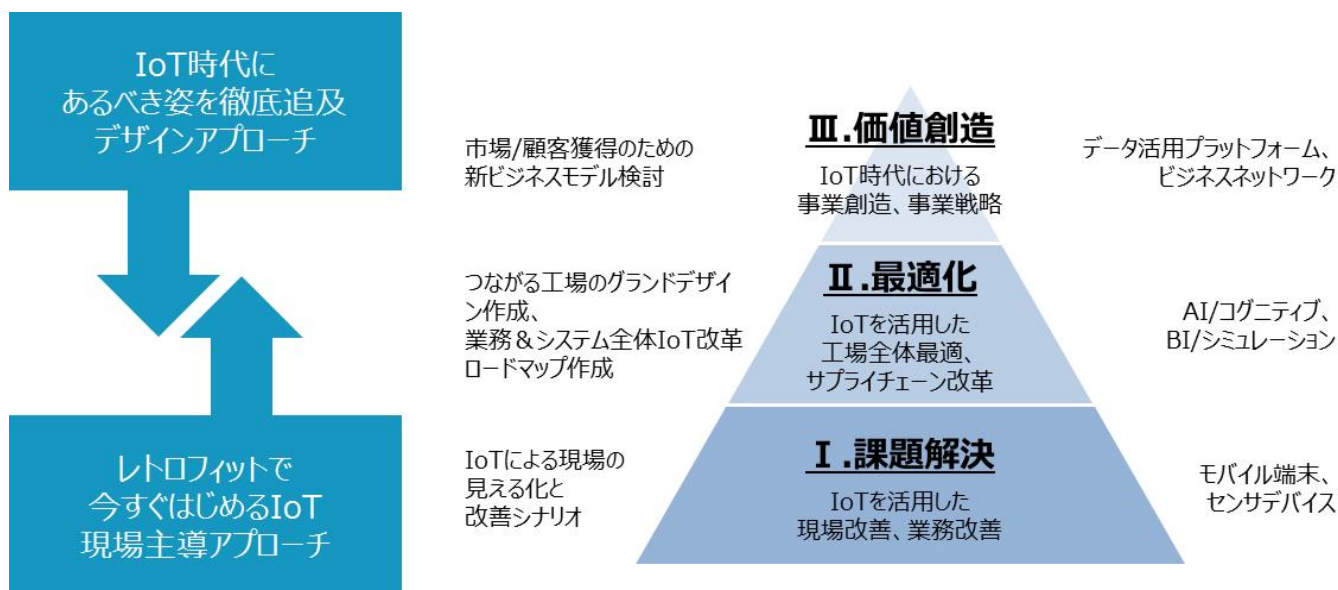 IoT時代に
あるべき姿を徹底追及
デザインアプローチ
レトロフィットで
今すぐはじめるIoT
現場主導アプローチ
市場/顧客獲得のための
新ビジネスモデル検討
Ⅲ.価値創造
IoT時代における
事業創造、事業戦略
データ活用プラットフォーム、
ビジネスネットワーク
つながる工場のグランドデザイ
ン作成、
業務＆システム全体IoT改革
ロードマップ作成
Ⅱ.最適化
IoTを活用した
工場全体最適、
サプライチェーン改革
AI/コグニティブ、
BI/シミュレーション
IoTによる現場の
見える化と
改善シナリオ
Ⅰ.課題解決
IoTを活用した
現場改善、業務改善
モバイル端末、
センサデバイス